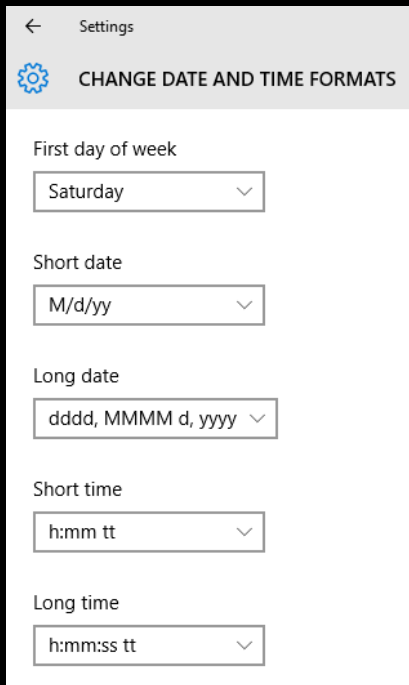 Settings
CHANGE DATE AND TIME FORMATS
First day of week
Saturday
Short date
M/d/yy
Long date
dddd, MMMM d, yyyy
Short time
h:mm tt
Long time
h:mm:ss tt